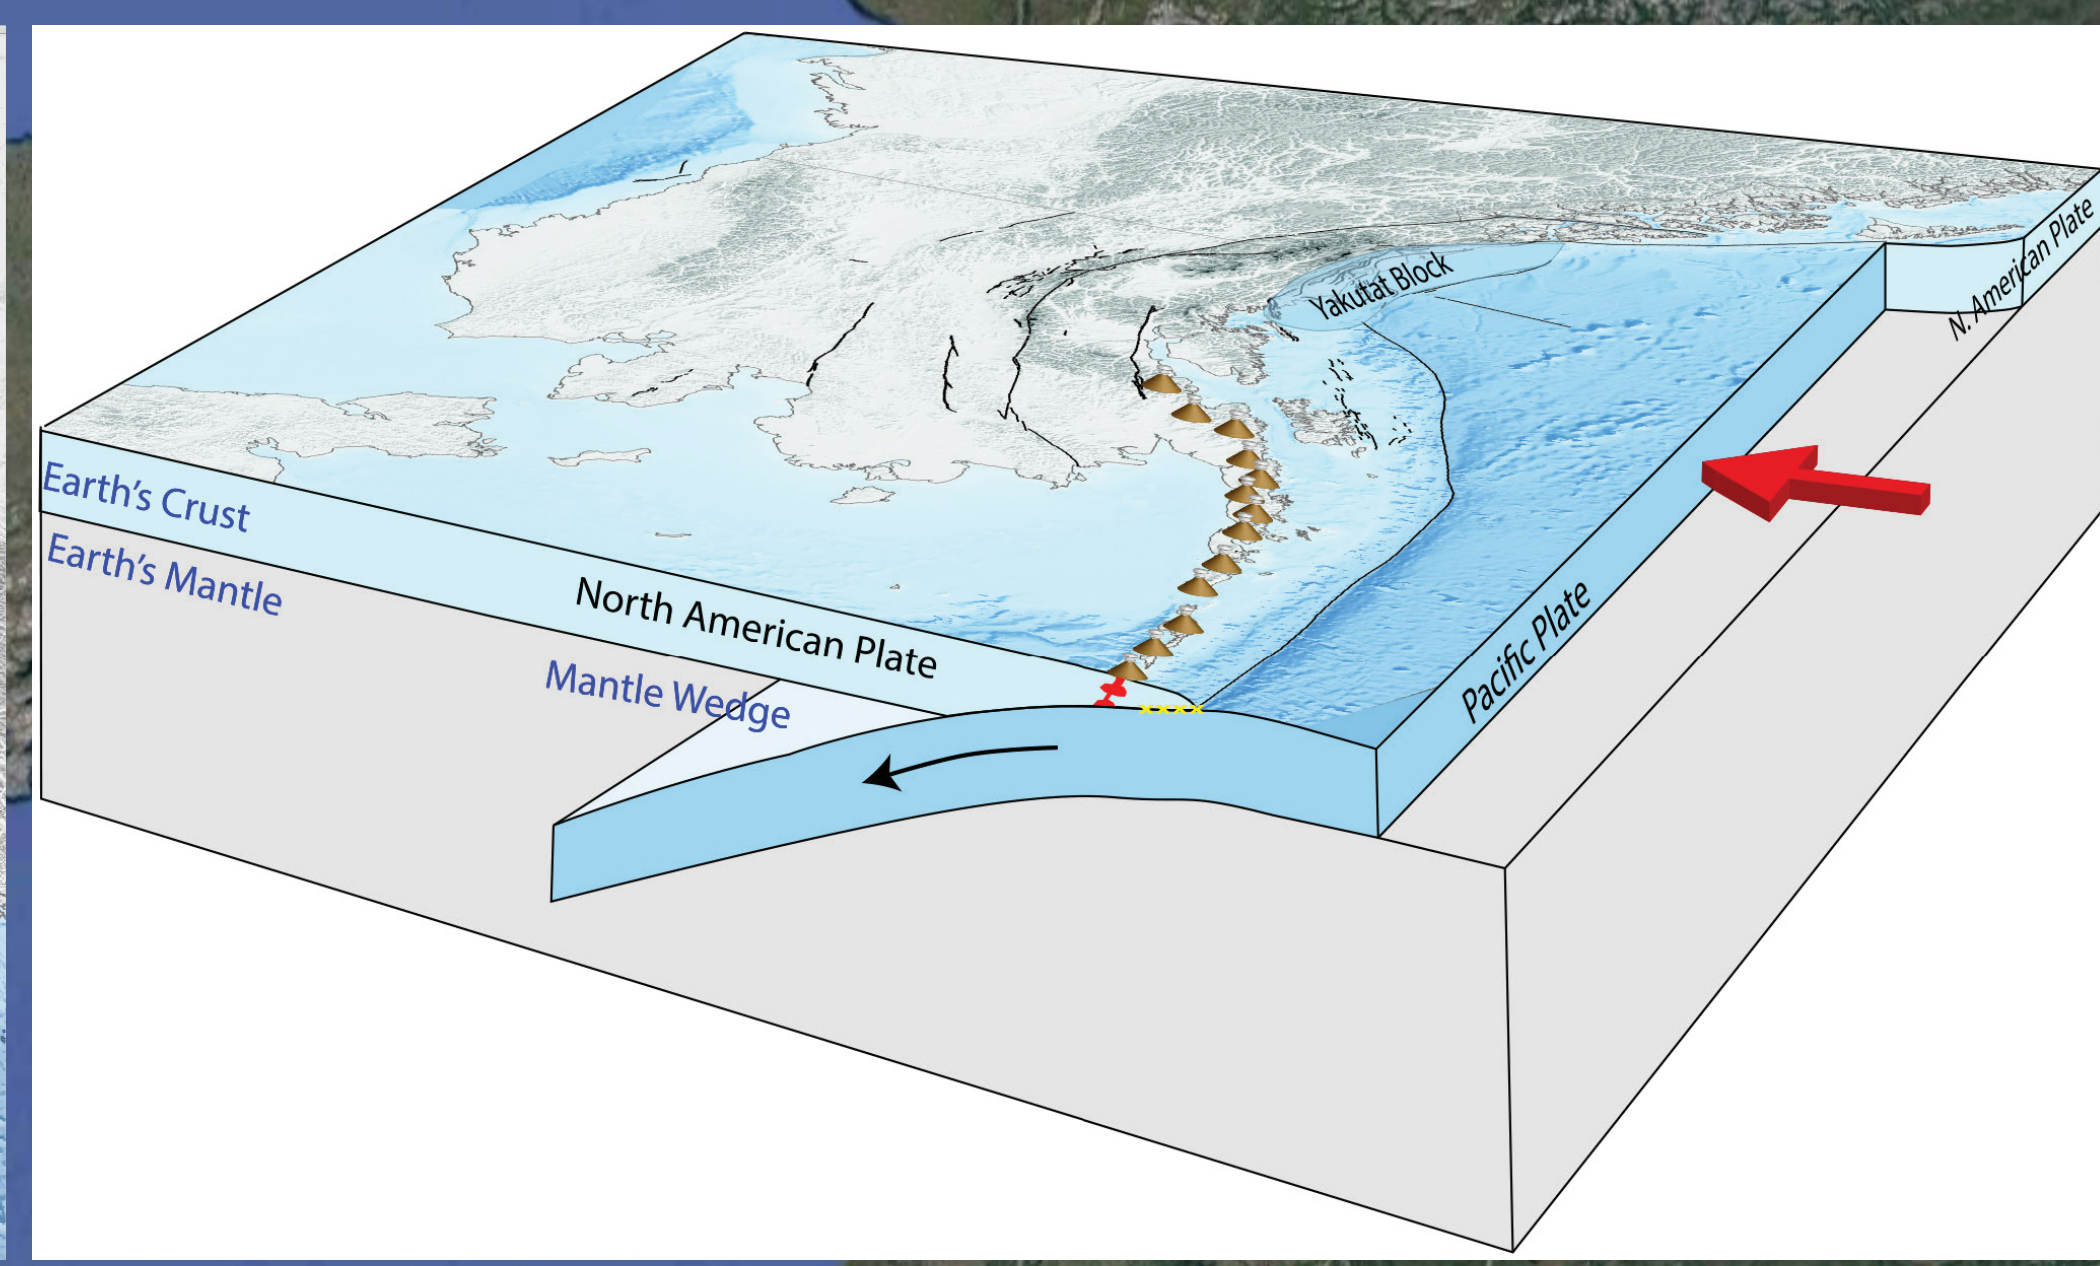 Yakutat Block
N. American Plate
Earth's Crust
Earth's Mantle
North American Plate
Pacific Plate
Mantle Wedge